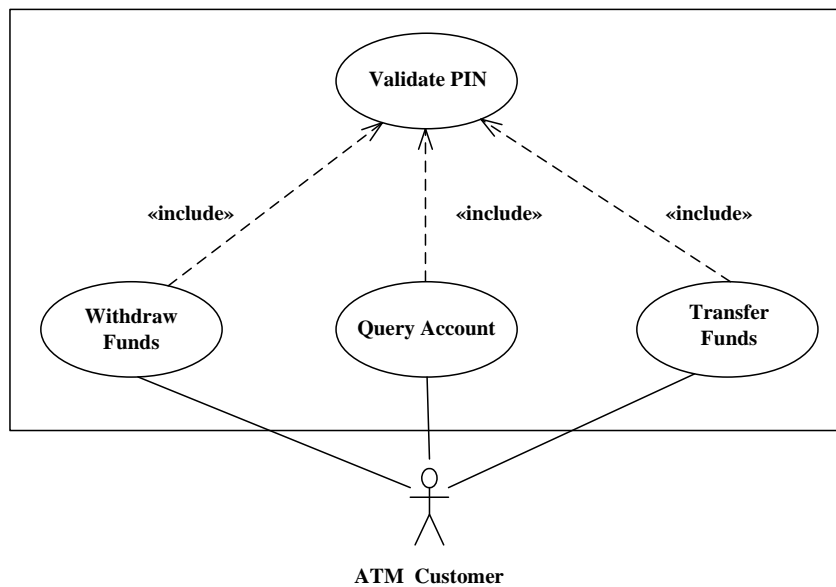 Validate PIN
«include»
«include»
«include»
Withdraw
Funds
Query Account
Transfer
Funds
ATM Customer